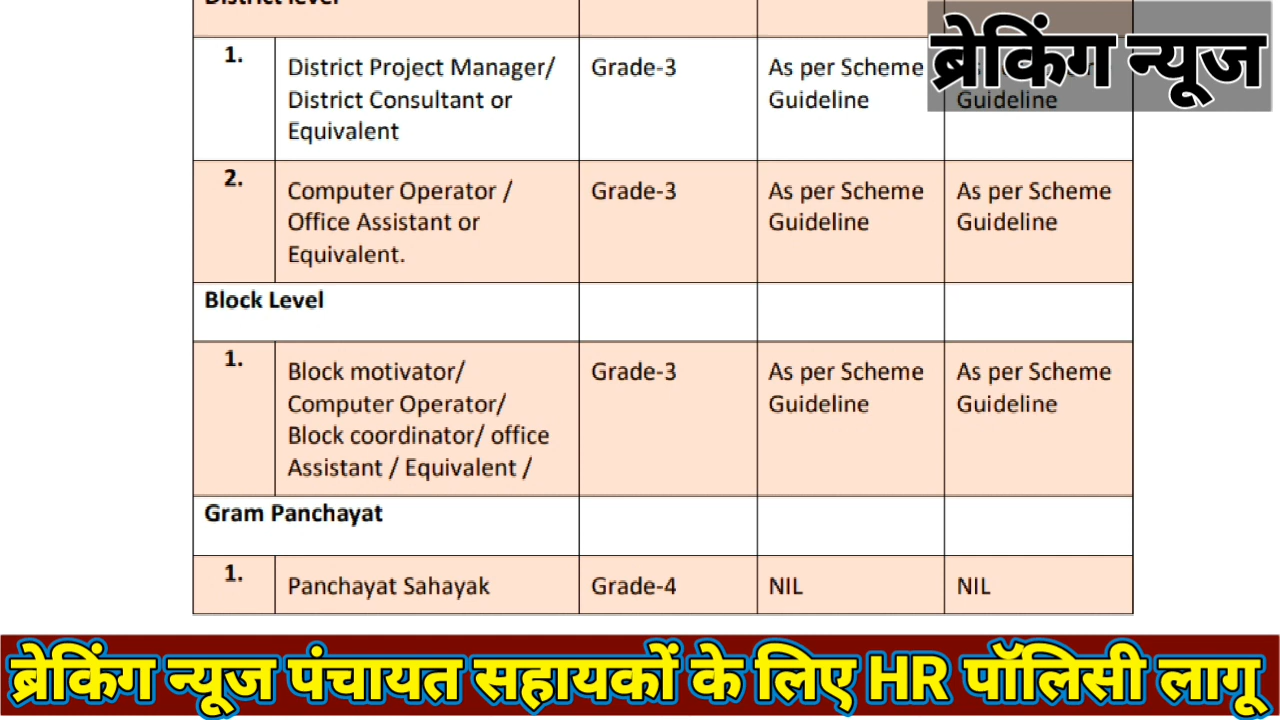 District level
ब्रेकिंग न्यूज
1.
District Project Manager/
District Consultant or
Equivalent
Grade-3
As per Scheme
Guideline
Guideline
2.
Computer Operator /
Office Assistant or
Equivalent.
Grade-3
As per Scheme
Guideline
As per Scheme
Guideline
Block Level
1.
Block motivator/
Computer Operator/
Block coordinator/ office
Assistant / Equivalent /
Grade-3
As per Scheme
Guideline
As per Scheme
Guideline
Gram Panchayat
1.
Panchayat Sahayak
Grade-4
NIL
NIL
ब्रेकिंग न्यूज पंचायत सहायकों के लिए HR पॉलिसी लागू